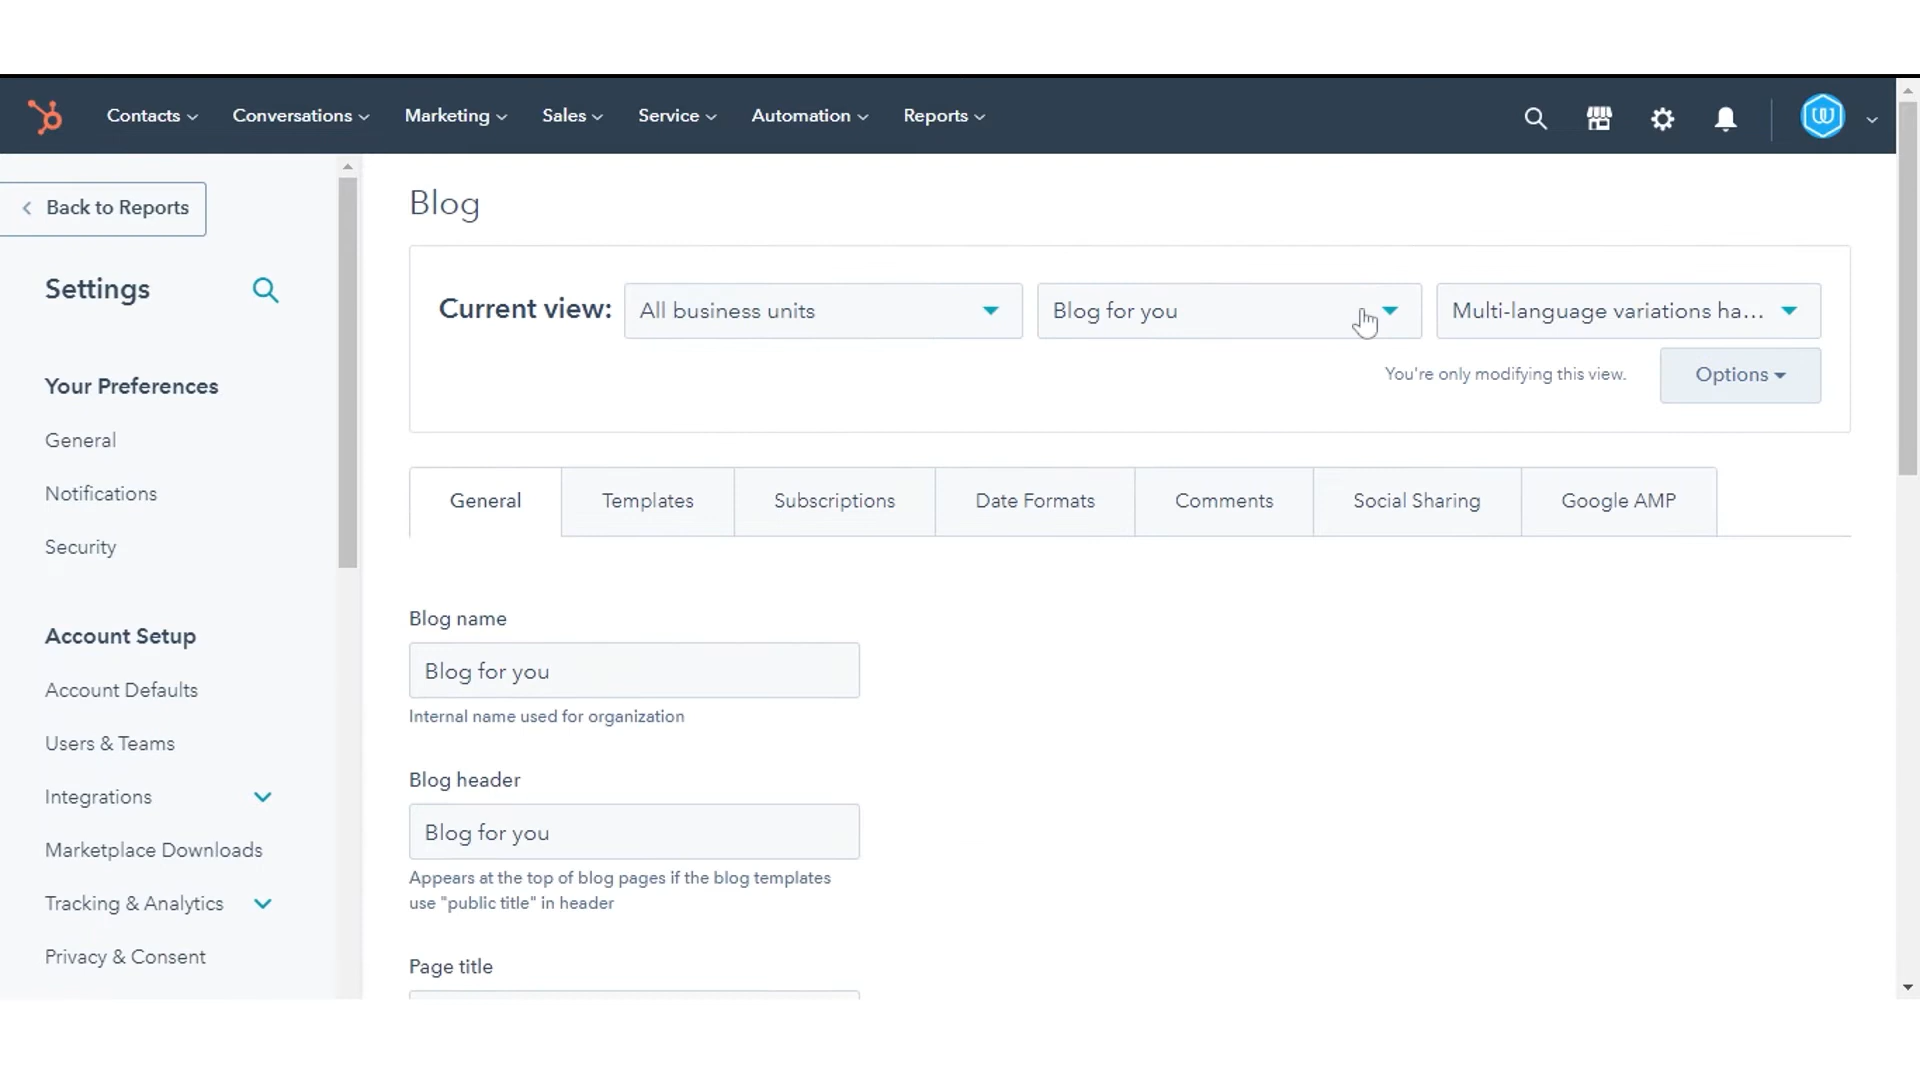 Contacts
Conversations
Marketing
Sales
Service
Automation
Reports
Back to Reports
Settings
Your Preferences
General
Notifications
Security
Account Setup
Account Defaults
Users & Teams
Integrations
Marketplace Downloads
Tracking & Analytics
Privacy & Consent
Blog
Current view:
All business units
Blog for you
Multi-language variations ha...
You're only modifying this view.
Options
General
Templates
Subscriptions
Date Formats
Comments
Social Sharing
Google AMP
Blog name
Blog for you
Internal name used for organization
Blog header
Blog for you
Appears at the top of blog pages if the blog templates
use "public title" in header
Page title